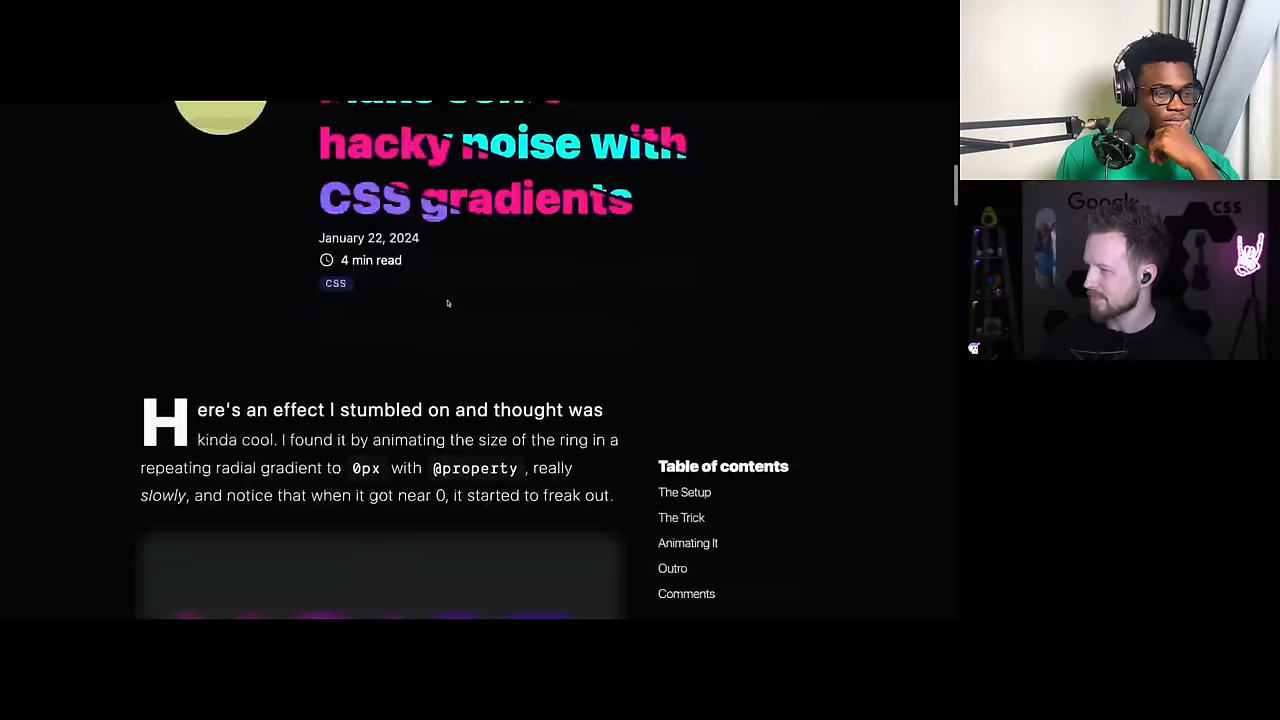 hacky noise with
CSS gradients
January 22, 2024
4 min read
CSS
Here's an effect I stumbled on and thought was
kinda cool. I found it by animating the size of the ring in a
repeating radial gradient to 0px with @property, really
slowly, and notice that when it got near 0, it started to freak out.
Table of contents
The Setup
The Trick
Animating It
Outro
Comments
Google
CSS